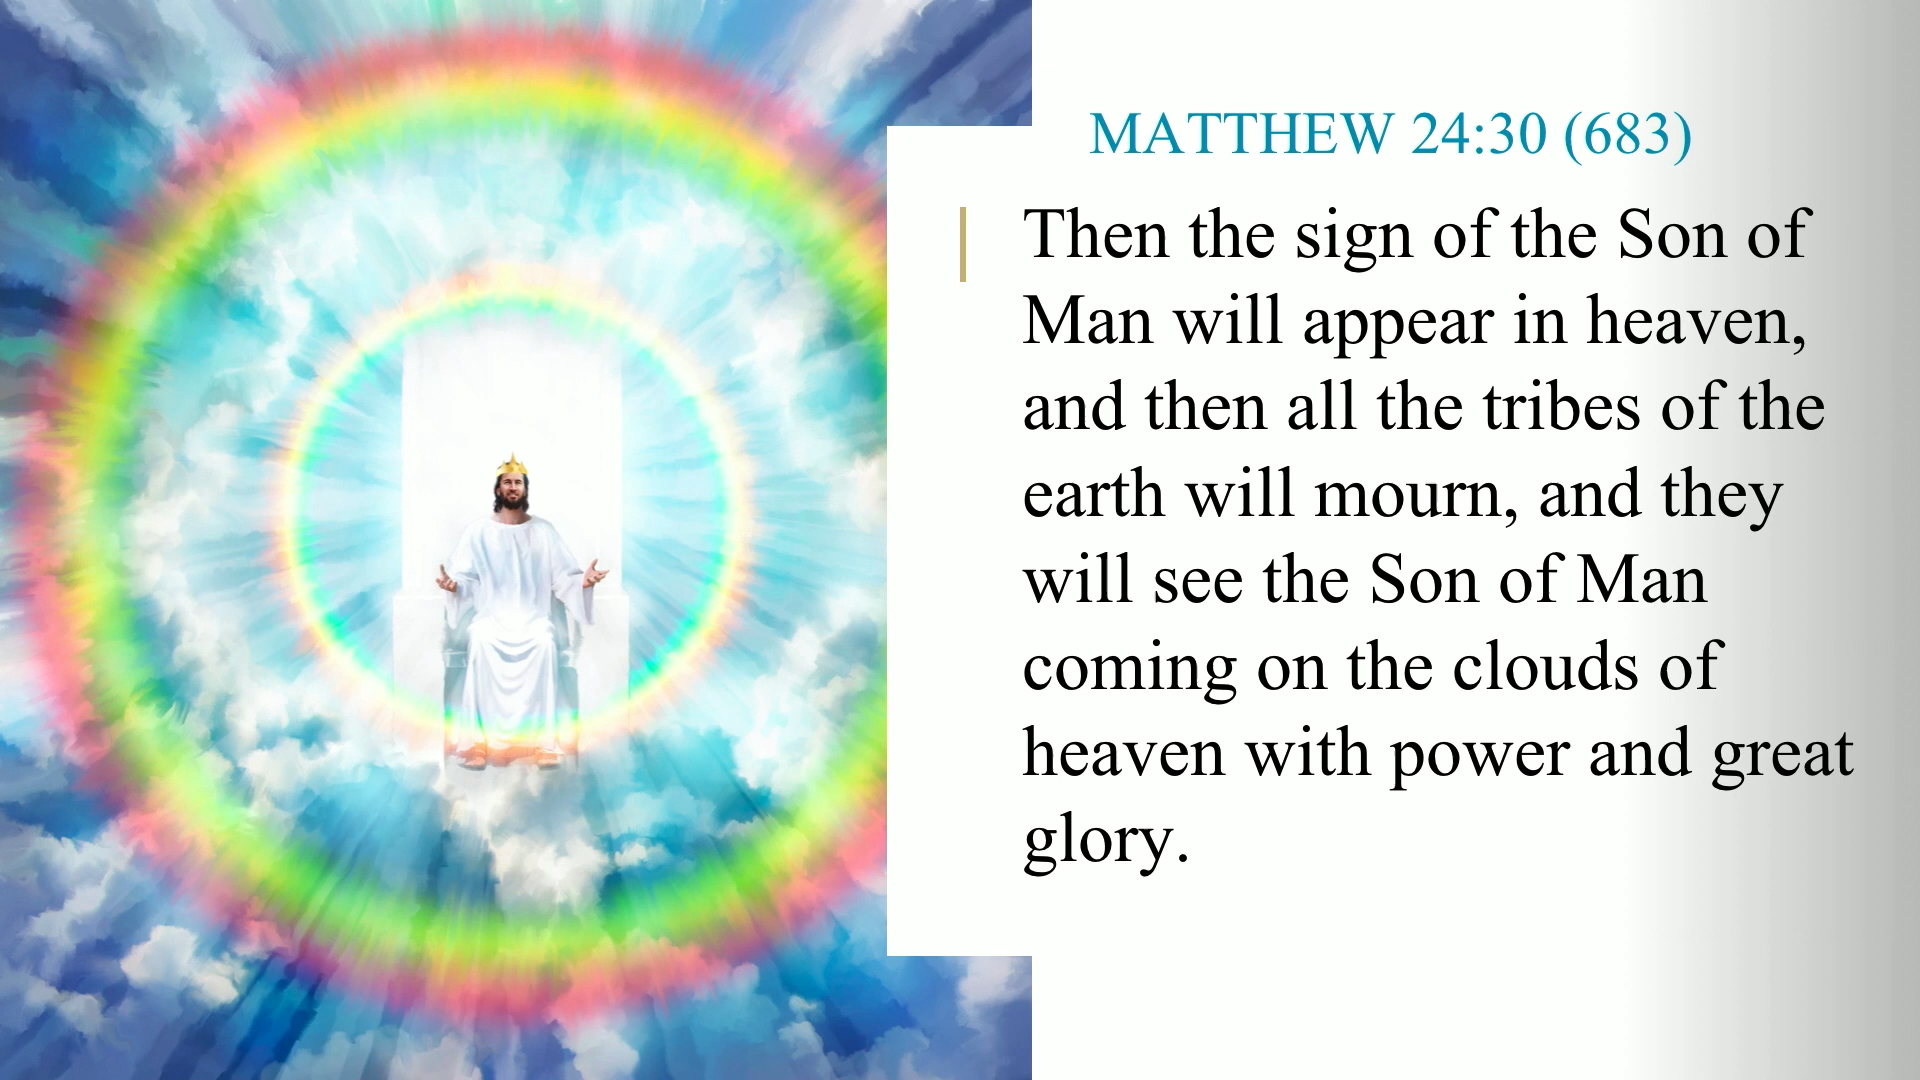 MATTHEW 24:30 (683)
Then the sign of the Son of
Man will appear in heaven,
and then all the tribes of the
earth will mourn, and they
will see the Son of Man
coming on the clouds of
heaven with power and great
glory.